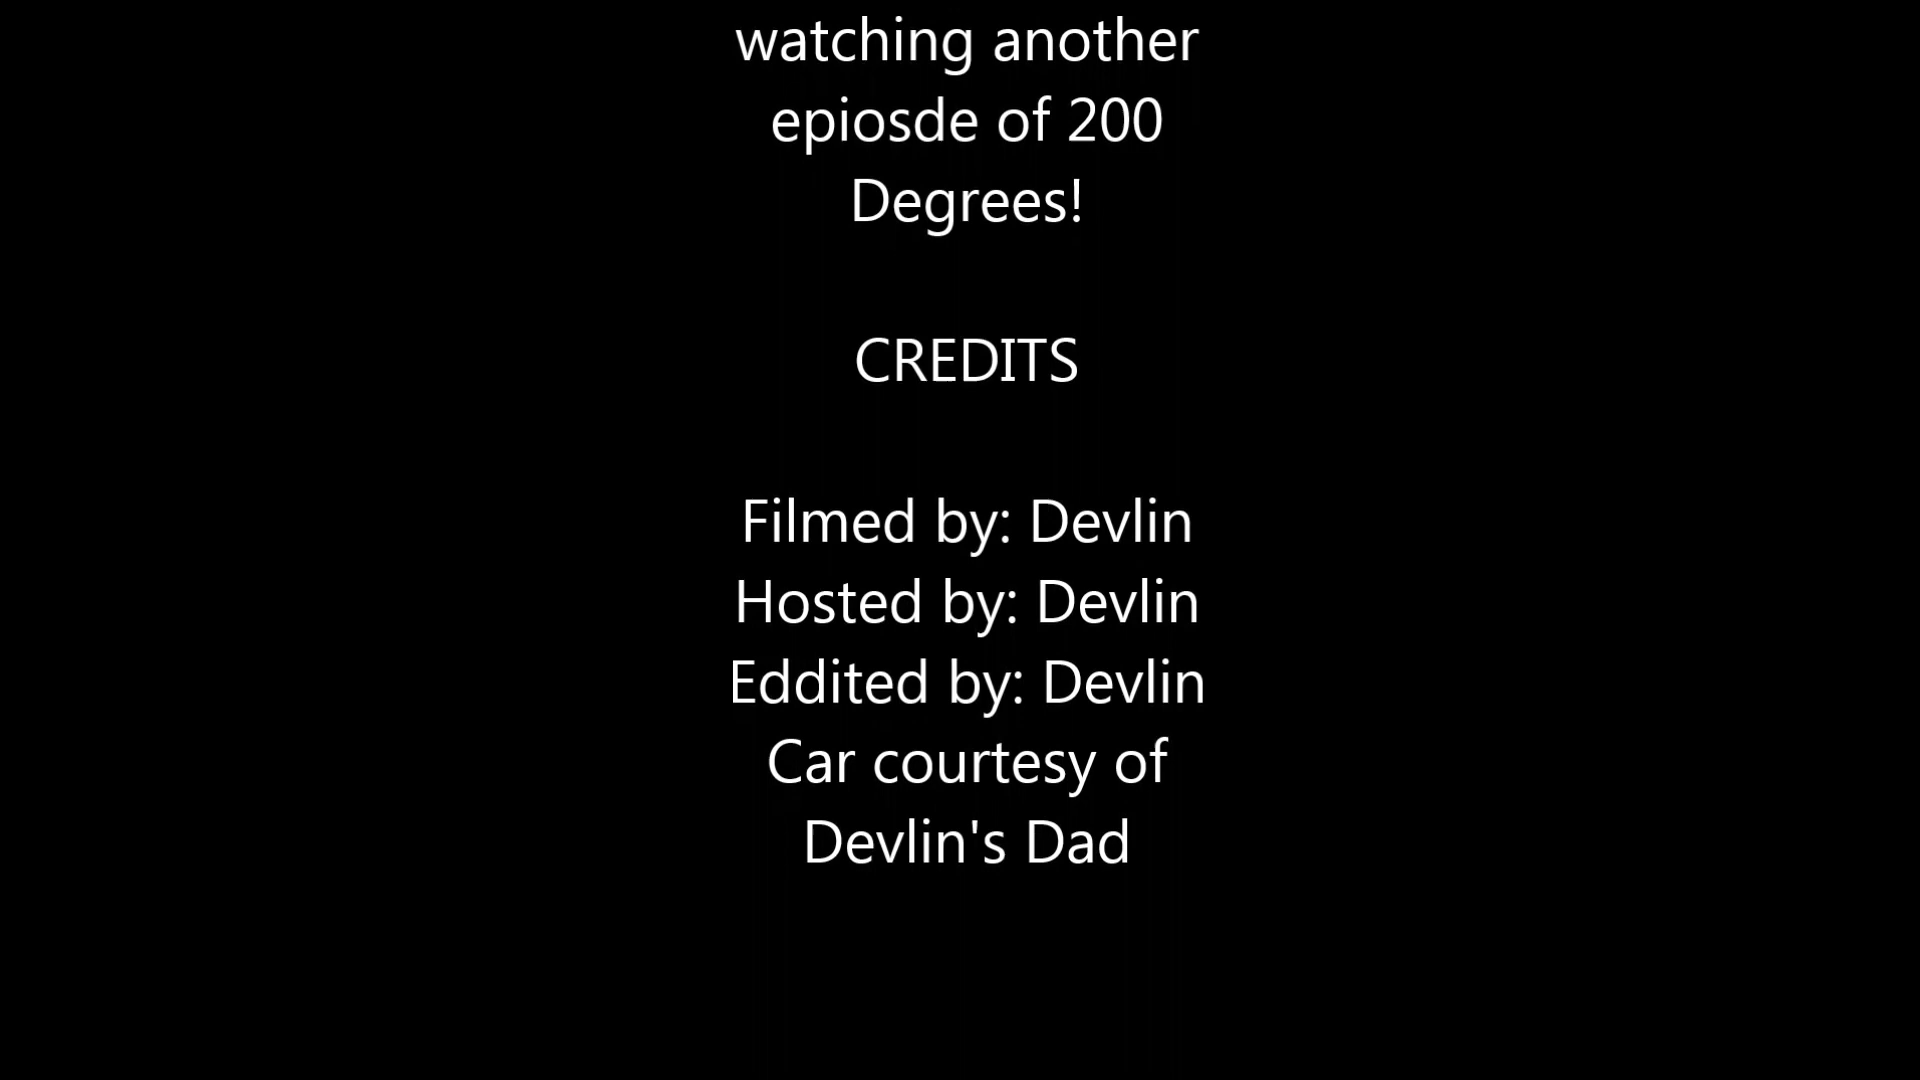 watching another
epiosde of 200
Degrees!
CREDITS
Filmed by: Devlin
Hosted by: Devlin
Eddited by: Devlin
Car courtesy of
Devlin's Dad